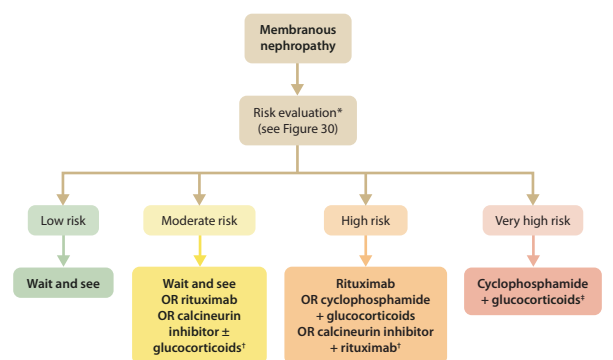 Membranous
nephropathy
Risk evaluation*
(see Figure 30)
Low risk
Moderate risk
High risk
Very high risk
Wait and see
Wait and see
OR rituximab
OR calcineurin
inhibitor ±
glucocorticoids†
Rituximab
OR cyclophosphamide
+ glucocorticoids
OR calcineurin inhibitor
+ rituximab†
Cyclophosphamide
+ glucocorticoids‡